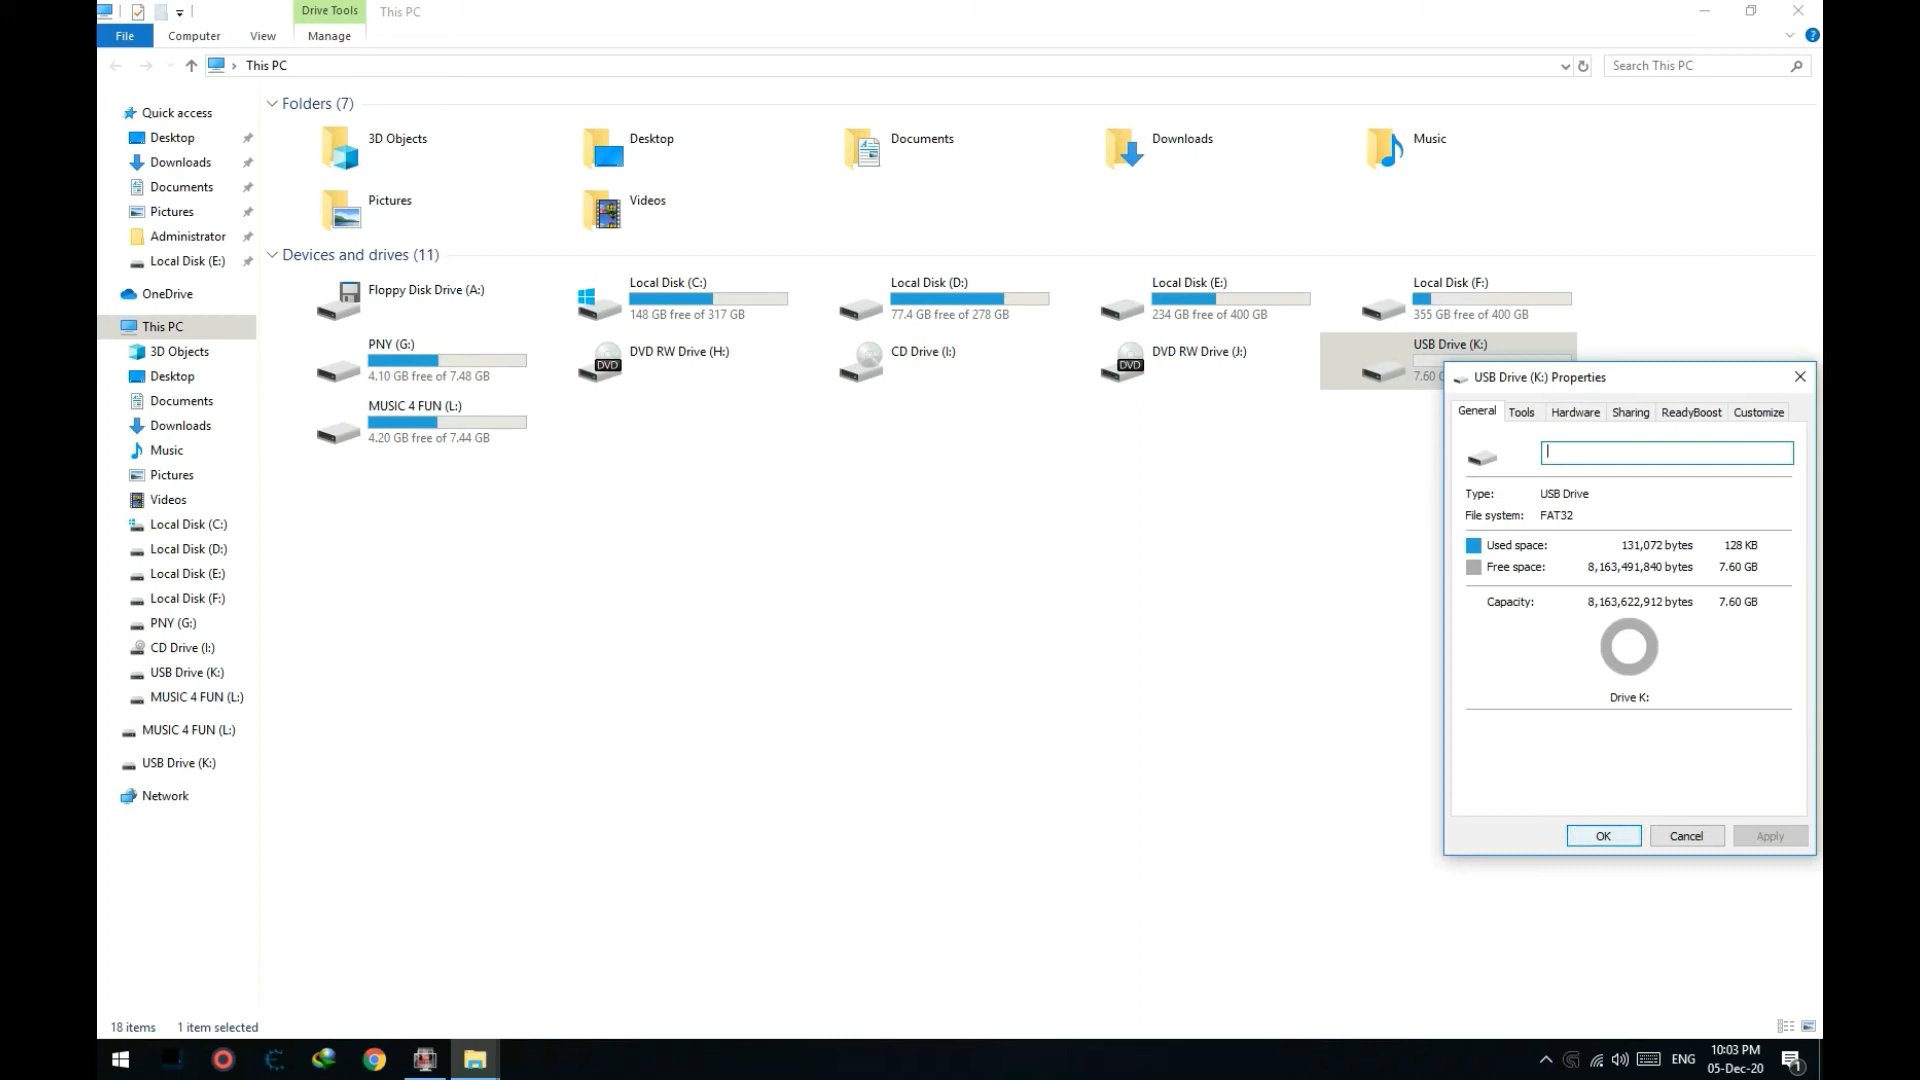 Drive Tools
This PC
File
Computer
View
Manage
This PC
Search This PC
Quick access
Desktop
Downloads
Documents
Pictures
Administrator
Local Disk (E:)
OneDrive
This PC
3D Objects
Desktop
Documents
Downloads
Music
Pictures
Videos
Local Disk (C:)
Local Disk (D:)
Local Disk (E:)
Local Disk (F:)
PNY (G:)
CD Drive (I:)
USB Drive (K:)
MUSIC 4 FUN (L:)
MUSIC 4 FUN (L:)
USB Drive (K:)
Network
Folders (7)
3D Objects
Desktop
Documents
Downloads
Music
Pictures
Videos
Devices and drives (11)
Floppy Disk Drive (A:)
Local Disk (C:)
148 GB free of 317 GB
Local Disk (D:)
77.4 GB free of 278 GB
Local Disk (E:)
234 GB free of 400 GB
Local Disk (F:)
355 GB free of 400 GB
PNY (G:)
4.10 GB free of 7.48 GB
DVD RW Drive (H:)
DVD
CD Drive (I:)
DVD RW Drive (J:)
DVD
USB Drive (K:)
7.60
MUSIC 4 FUN (L:)
4.20 GB free of 7.44 GB
USB Drive (K:) Properties
General Tools Hardware Sharing ReadyBoost Customize
Type: USB Drive
File system: FAT32
Used space: 131,072 bytes 128 KB
Free space: 8,163,491,840 bytes 7.60 GB
Capacity: 8,163,622,912 bytes 7.60 GB
Drive K:
OK Cancel Apply
18 items 1 item selected
ENG
10:03 PM
05-Dec-20
1